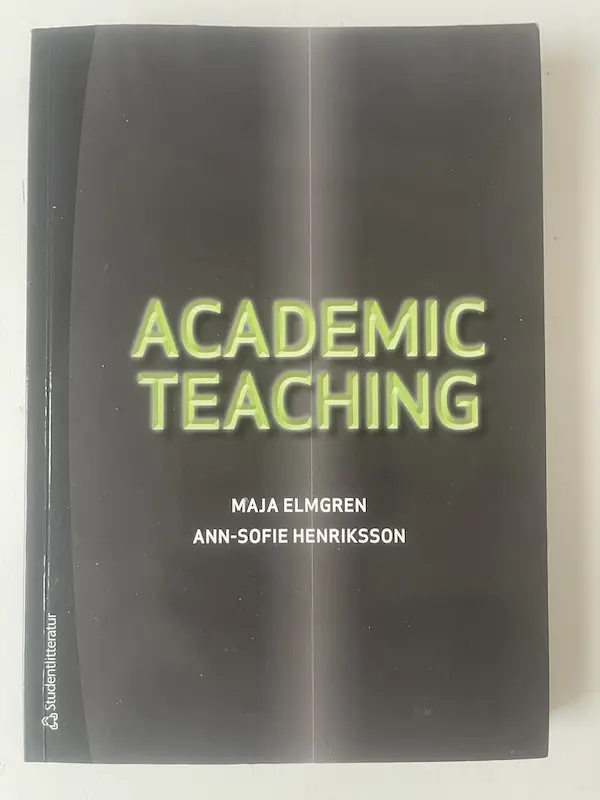 ACADEMIC
TEACHING
MAJA ELMGREN
ANN-SOFIE HENRIKSSON
Studentlitteratur